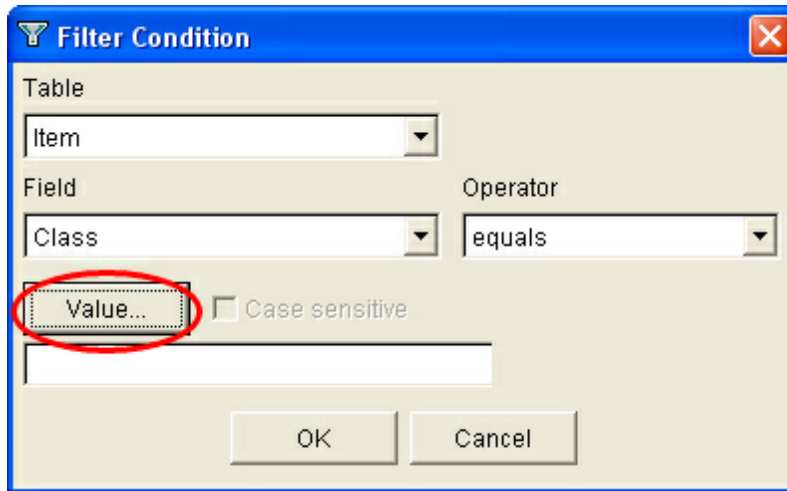 Filter Condition
Table
Item
Field Operator
Class equals
Value... Case sensitive
OK Cancel